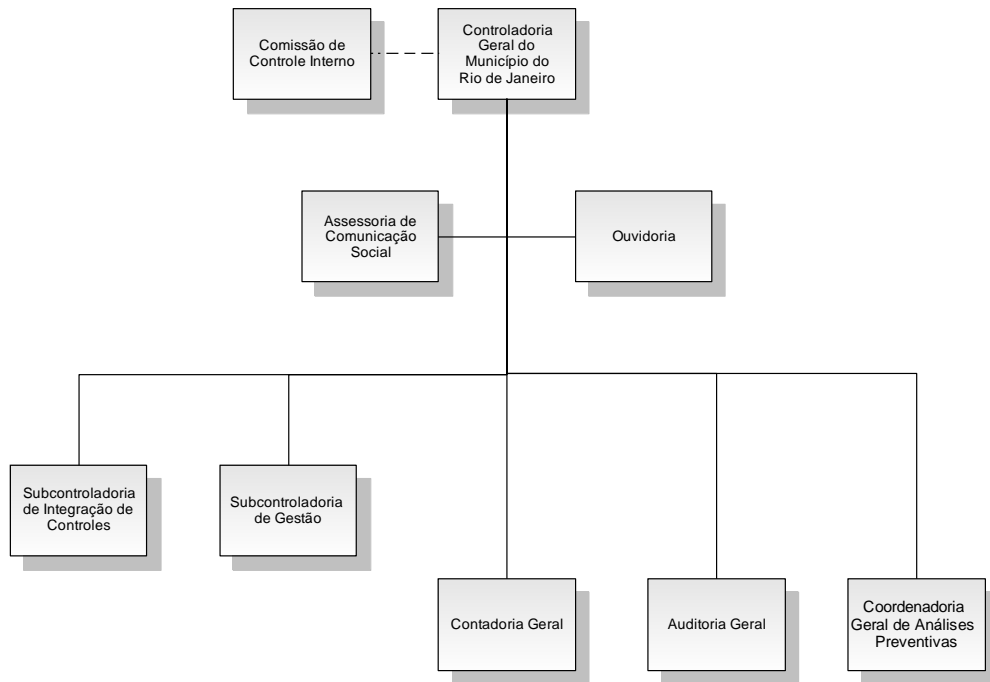 Comissão de
Controle Interno
Controladoria
Geral do
Município do
Rio de Janeiro
Assessoria de
Comunicação
Social
Ouvidoria
Subcontroladoria
de Integração de
Controles
Subcontroladoria
de Gestão
Contadoria Geral
Auditoria Geral
Coordenadoria
Geral de Análises
Preventivas